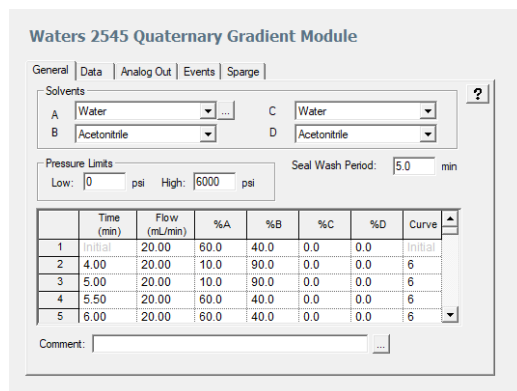 Waters 2545 Quaternary Gradient Module
General Data Analog Out Events Sparge
Solvents
?
A Water ... C Water
B Acetonitrile D Acetonitrile
Pressure Limits
Seal Wash Period: 5.0 min
Low: 0 psi High: 6000 psi
Time (min) Flow (mL/min) %A %B %C %D Curve
1 Initial 20.00 60.0 40.0 0.0 0.0 Initial
2 4.00 20.00 10.0 90.0 0.0 0.0 6
3 5.00 20.00 10.0 90.0 0.0 0.0 6
4 5.50 20.00 60.0 40.0 0.0 0.0 6
5 6.00 20.00 60.0 40.0 0.0 0.0 6
Comment: ...